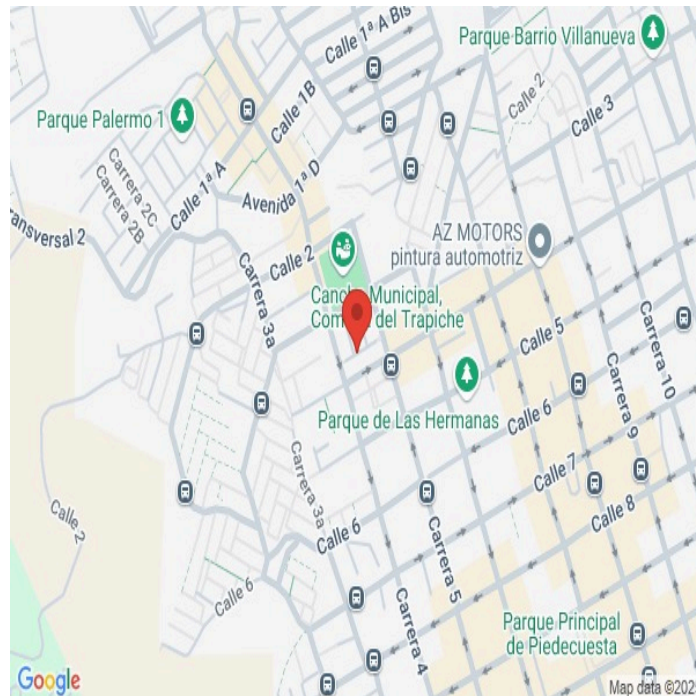 Calle 1ª A Bis
Parque Barrio Villanueva
Calle 2
Parque Palermo 1
Calle 1B
Calle 3
Carrera 2C
Carrera 2B
Calle 1ª A
Avenida 1ª D
Transversal 2
AZ MOTORS
pintura automotriz
Calle 2
Carrera 3a
Municipal,
del Trapiche
Calle 5
Carrera 10
Parque de Las Hermanas
Calle 6
Carrera 9
Carrera 3a
Calle 7
Calle 8
Calle 2
Calle 6
Carrera 5
Calle 6
Carrera 4
Parque Principal
de Piedecuesta
Google
Map data ©202